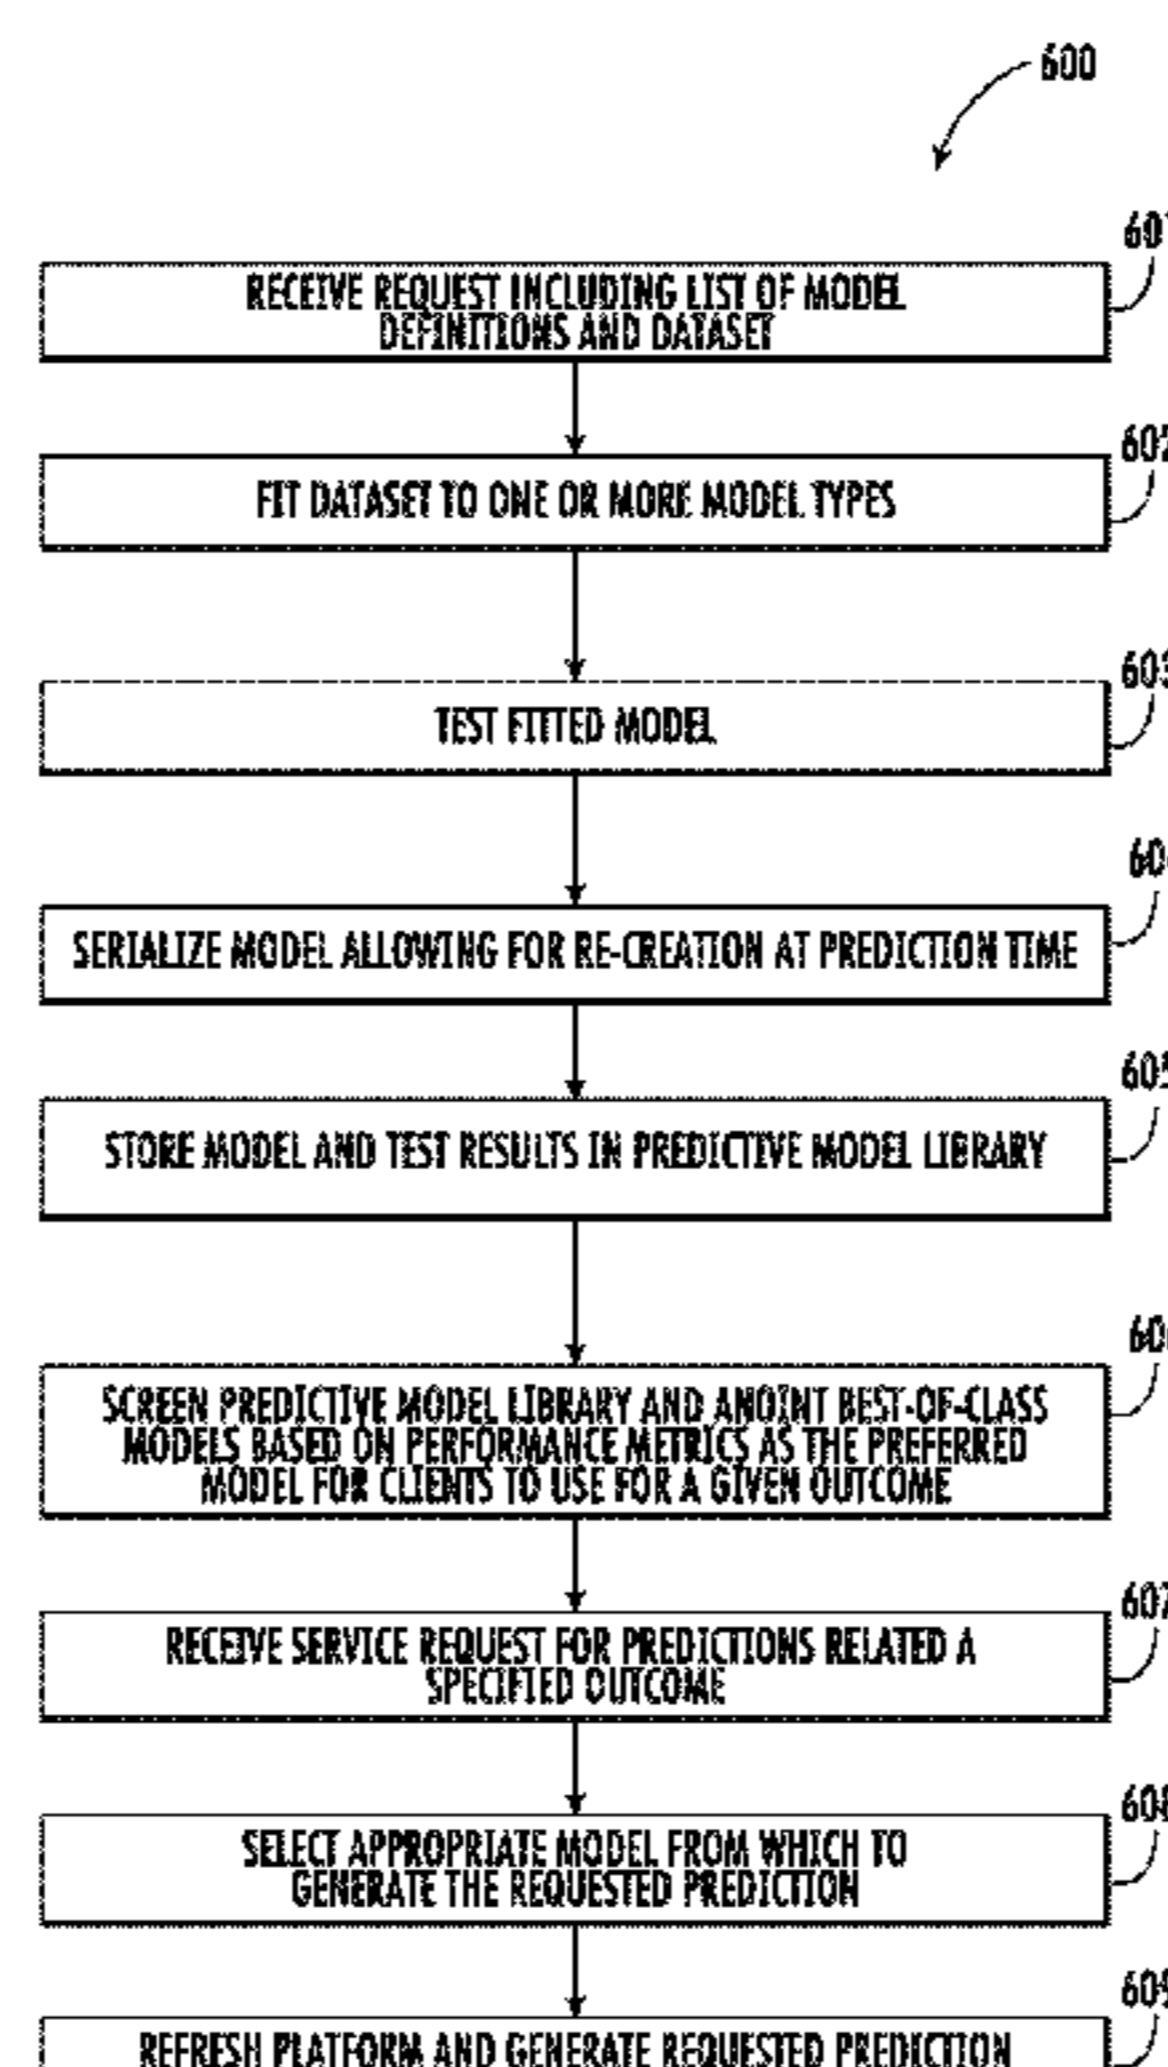 600
601
RECEIVE REQUEST INCLUDING LIST OF MODEL
DEFINITIONS AND DATASET
602
FIT DATASET TO ONE OR MORE MODEL TYPES
603
TEST FITTED MODEL
SERIALIZE MODEL ALLOWING FOR RE-CREATION AT PREDICTION TIME
605
STORE MODEL AND TEST RESULTS IN PREDICTIVE MODEL LIBRARY
SCREEN PREDICTIVE MODEL LIBRARY AND ANOINT BEST-OF-CLASS
MODELS BASED ON PERFORMANCE METRICS AS THE PREFERRED
MODEL FOR CLIENTS TO USE FOR A GIVEN OUTCOME
607
RECEIVE SERVICE REQUEST FOR PREDICTIONS RELATED A
SPECIFIED OUTCOME
608
SELECT APPROPRIATE MODEL FROM WHICH TO
GENERATE THE REQUESTED PREDICTION
609
REFRESH PLATFORM AND GENERATE REQUESTED PREDICTION